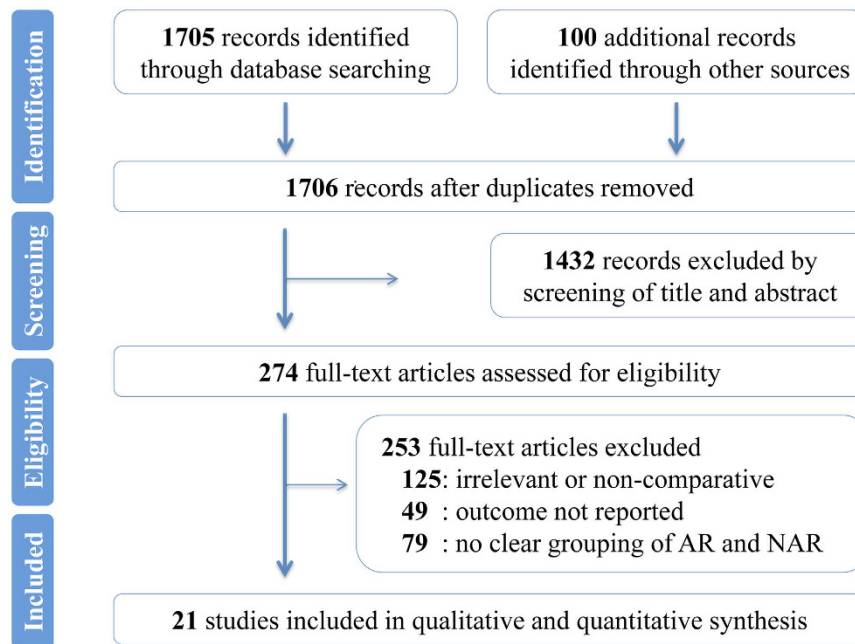 Identification
1705 records identified
through database searching
100 additional records
identified through other sources
1706 records after duplicates removed
Screening
1432 records excluded by
screening of title and abstract
274 full-text articles assessed for eligibility
Eligibility
253 full-text articles excluded
125: irrelevant or non-comparative
49 : outcome not reported
79 : no clear grouping of AR and NAR
Included
21 studies included in qualitative and quantitative synthesis